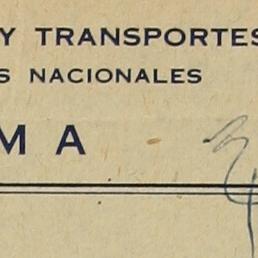 Y TRANSPORTES
S NACIONALES
M A